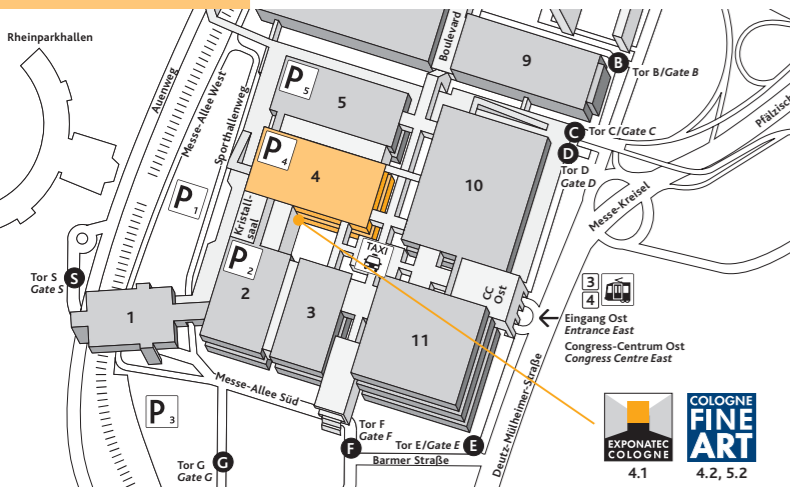 Rheinparkhallen
Auenweg
Messe-Allee West
Sporthallenweg
Boulevard
9
B
Tor B/Gate B
Pfälzisch
P5
5
C
Tor C/Gate C
D
Tor D
Gate D
P4
4
10
P1
Messe-Kreisel
Kristall-
saal
TAXI
P2
Tor S
Gate S
S
CC
Ost
3
4
1
2
3
11
Eingang Ost
Entrance East
Congress-Centrum Ost
Congress Centre East
Messe-Allee Süd
P3
Deutz-Mülheimer-Straße
Tor F
Gate F
F
Tor E/Gate E
E
Barmer Straße
Tor G
Gate G
G
EXPONATEC
COLOGNE
4.1
COLOGNE
FINE
ART
4.2, 5.2